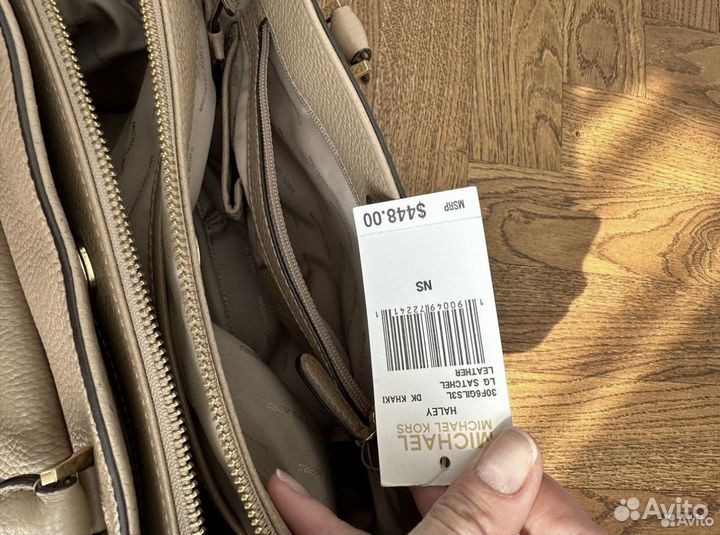 MICHAEL
MICHAEL KORS
HALEY
30F6GILS3L DK KHAKI
LG SATCHEL
LEATHER
1 90049 72241 1
NS
MSRP $448.00
Avito
Avito